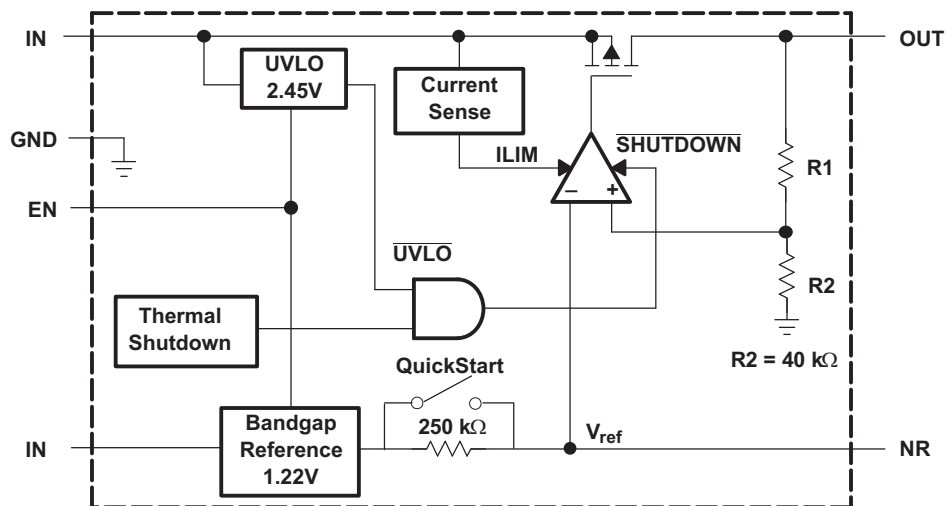 IN
OUT
UVLO
2.45V
Current
Sense
GND
SHUTDOWN
ILIM
R1
– +
EN
UVLO
R2
Thermal
Shutdown
R2 = 40 kΩ
QuickStart
250 kΩ
Bandgap
Reference
1.22V
Vref
IN
NR